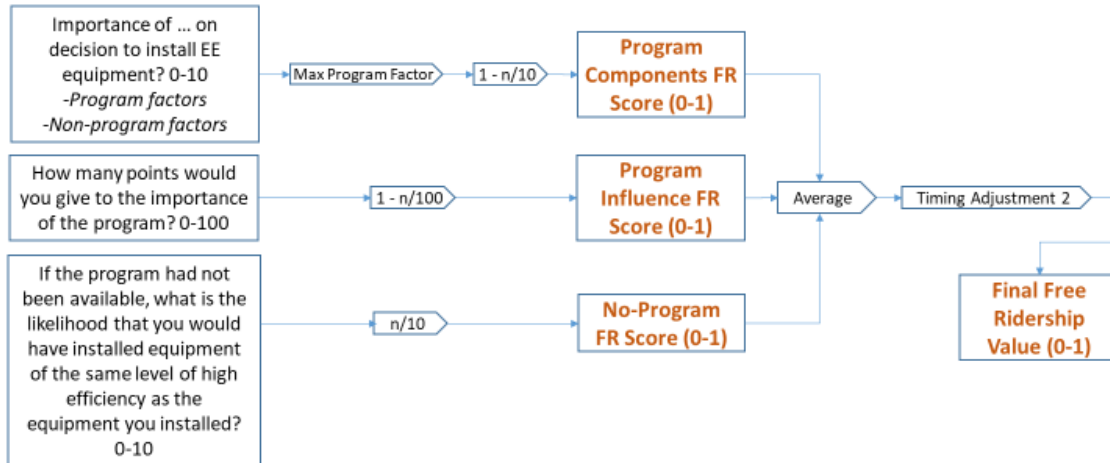 Importance of ... on
decision to install EE
equipment? 0-10
-Program factors
-Non-program factors
Max Program Factor
1 - n/10
Program
Components FR
Score (0-1)
How many points would
you give to the importance
of the program? 0-100
1 - n/100
Program
Influence FR
Score (0-1)
Average
Timing Adjustment 2
If the program had not
been available, what is the
likelihood that you would
have installed equipment
of the same level of high
efficiency as the
equipment you installed?
0-10
n/10
No-Program
FR Score (0-1)
Final Free
Ridership
Value (0-1)